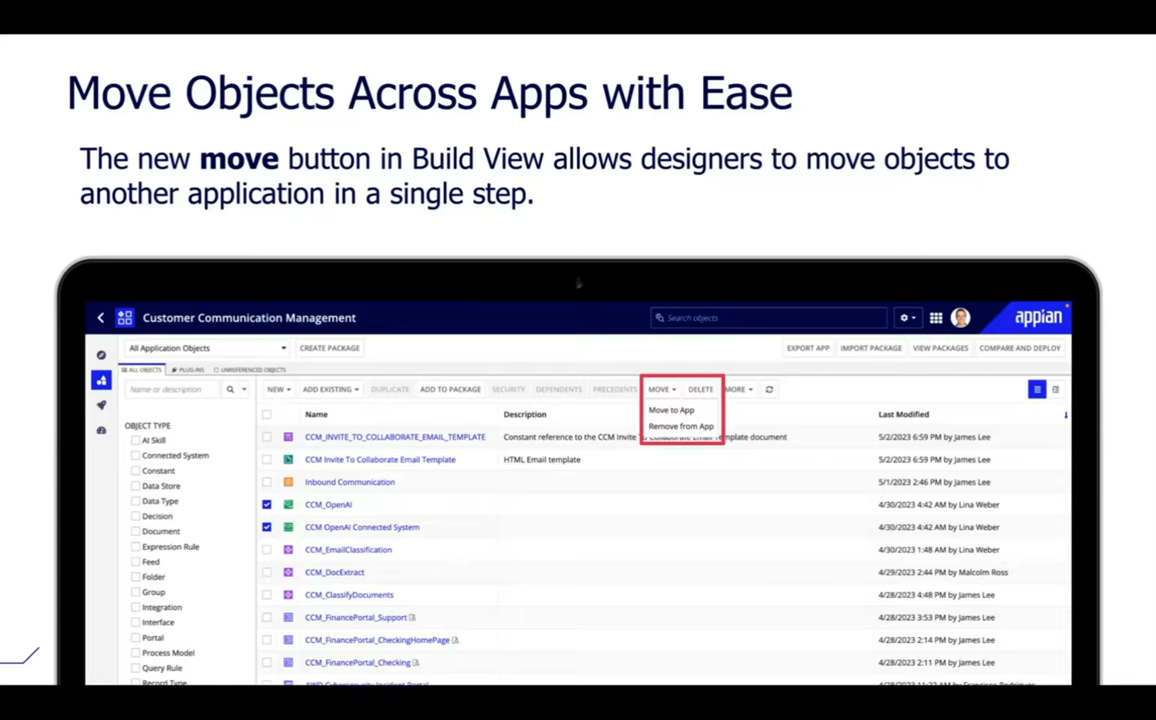 Move Objects Across Apps with Ease
The new move button in Build View allows designers to move objects to
another application in a single step.
Customer Communication Management
Search objects
appian
All Application Objects
CREATE PACKAGE
EXPORT APP
IMPORT PACKAGE
VIEW PACKAGES
COMPARE AND DEPLOY
ALL OBJECTS
PLUG-INS
UNREFERENCED OBJECTS
Name or description
NEW
ADD EXISTING
DUPLICATE
ADD TO PACKAGE
SECURITY
DEPENDENTS
PRECEDENTS
MOVE
DELETE
MORE
Move to App
Remove from App
OBJECT TYPE
AI Skill
Connected System
Constant
Data Store
Data Type
Decision
Document
Expression Rule
Feed
Folder
Group
Integration
Interface
Portal
Process Model
Query Rule
Record Type
Name Description Last Modified
CCM_INVITE_TO_COLLABORATE_EMAIL_TEMPLATE Constant reference to the CCM Invite To Collaborate Email Template document 5/2/2023 6:59 PM by James Lee
CCM Invite To Collaborate Email Template HTML Email template 5/2/2023 6:59 PM by James Lee
Inbound Communication 5/1/2023 2:46 PM by James Lee
CCM_OpenAI 4/30/2023 4:42 AM by Lina Weber
CCM OpenAI Connected System 4/30/2023 4:42 AM by Lina Weber
CCM_EmailClassification 4/30/2023 1:48 AM by Lina Weber
CCM_DocExtract 4/29/2023 2:44 PM by Malcolm Ross
CCM_ClassifyDocuments 4/28/2023 4:48 PM by James Lee
CCM_FinancePortal_Support 4/28/2023 3:53 PM by James Lee
CCM_FinancePortal_CheckingHomePage 4/28/2023 2:14 PM by James Lee
CCM_FinancePortal_Checking 4/28/2023 2:11 PM by James Lee